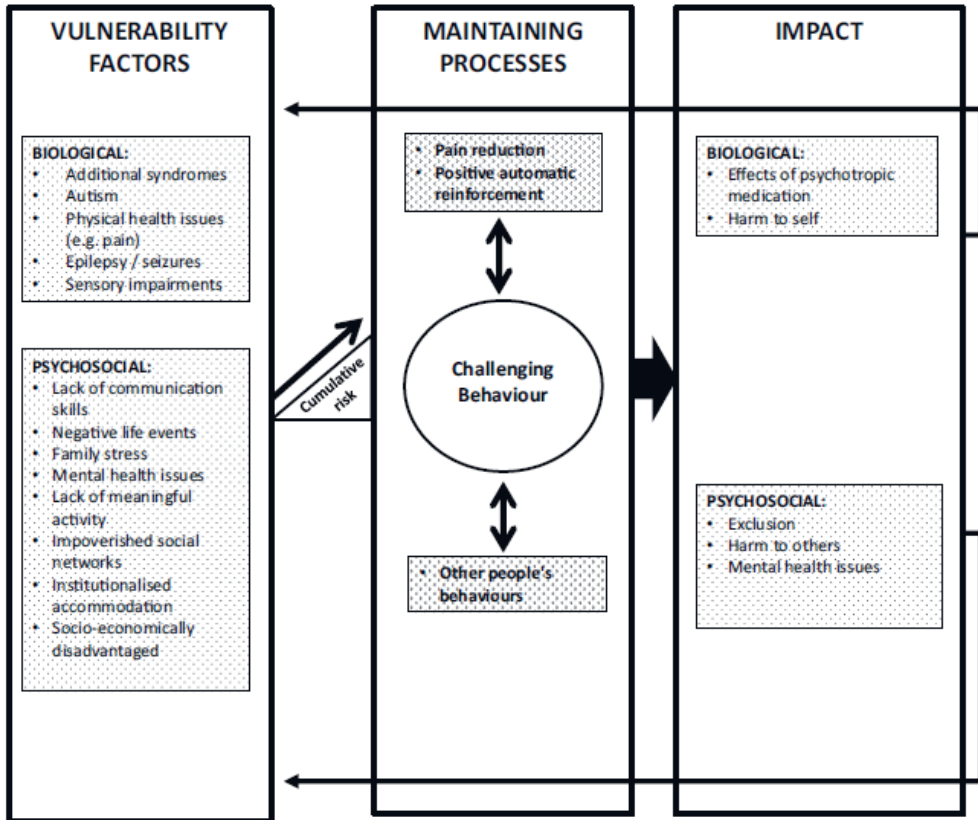 VULNERABILITY
FACTORS
BIOLOGICAL:
• Additional syndromes
• Autism
• Physical health issues
(e.g. pain)
• Epilepsy / seizures
• Sensory impairments
PSYCHOSOCIAL:
• Lack of communication
skills
• Negative life events
• Family stress
• Mental health issues
• Lack of meaningful
activity
• Impoverished social
networks
• Institutionalised
accommodation
• Socio-economically
disadvantaged
Cumulative
risk
MAINTAINING
PROCESSES
• Pain reduction
• Positive automatic
reinforcement
Challenging
Behaviour
• Other people's
behaviours
IMPACT
BIOLOGICAL:
• Effects of psychotropic
medication
• Harm to self
PSYCHOSOCIAL:
• Exclusion
• Harm to others
• Mental health issues